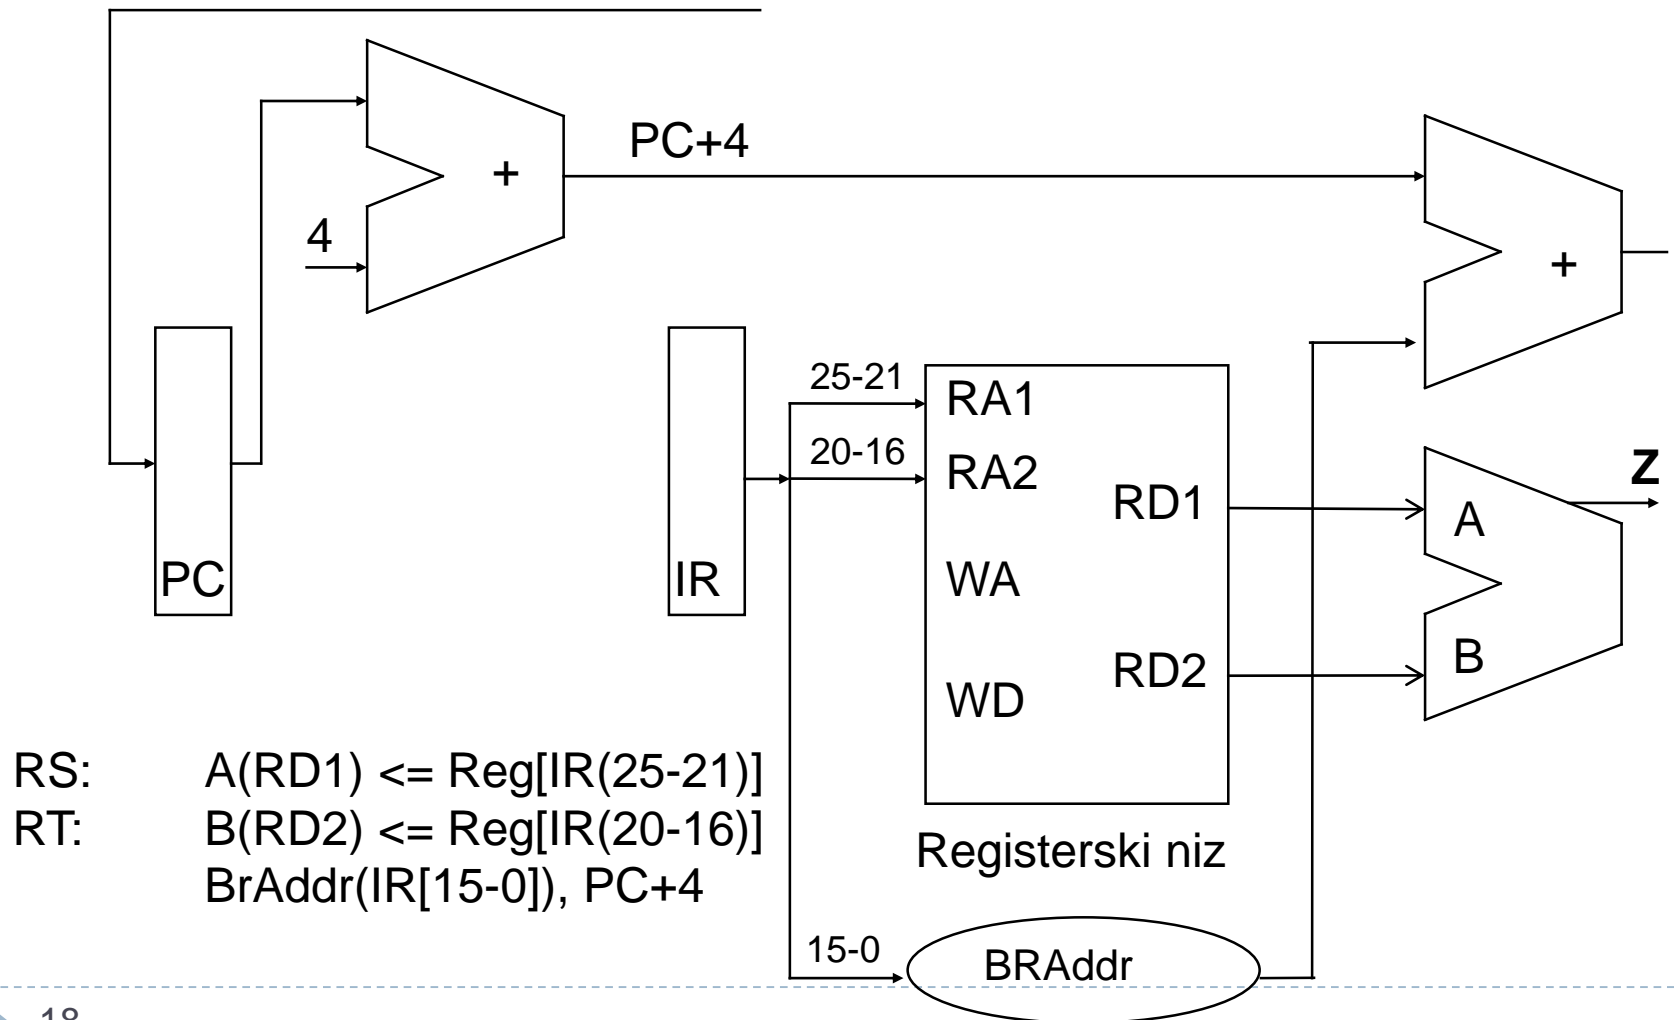 PC+4
+
4
+
25-21
RA1
20-16
RA2
RD1
Z
A
PC
IR
WA
B
RD2
WD
RS: A(RD1) <= Reg[IR(25-21)]
RT: B(RD2) <= Reg[IR(20-16)]
BrAddr(IR[15-0]), PC+4
Registerski niz
15-0
BRAddr
18